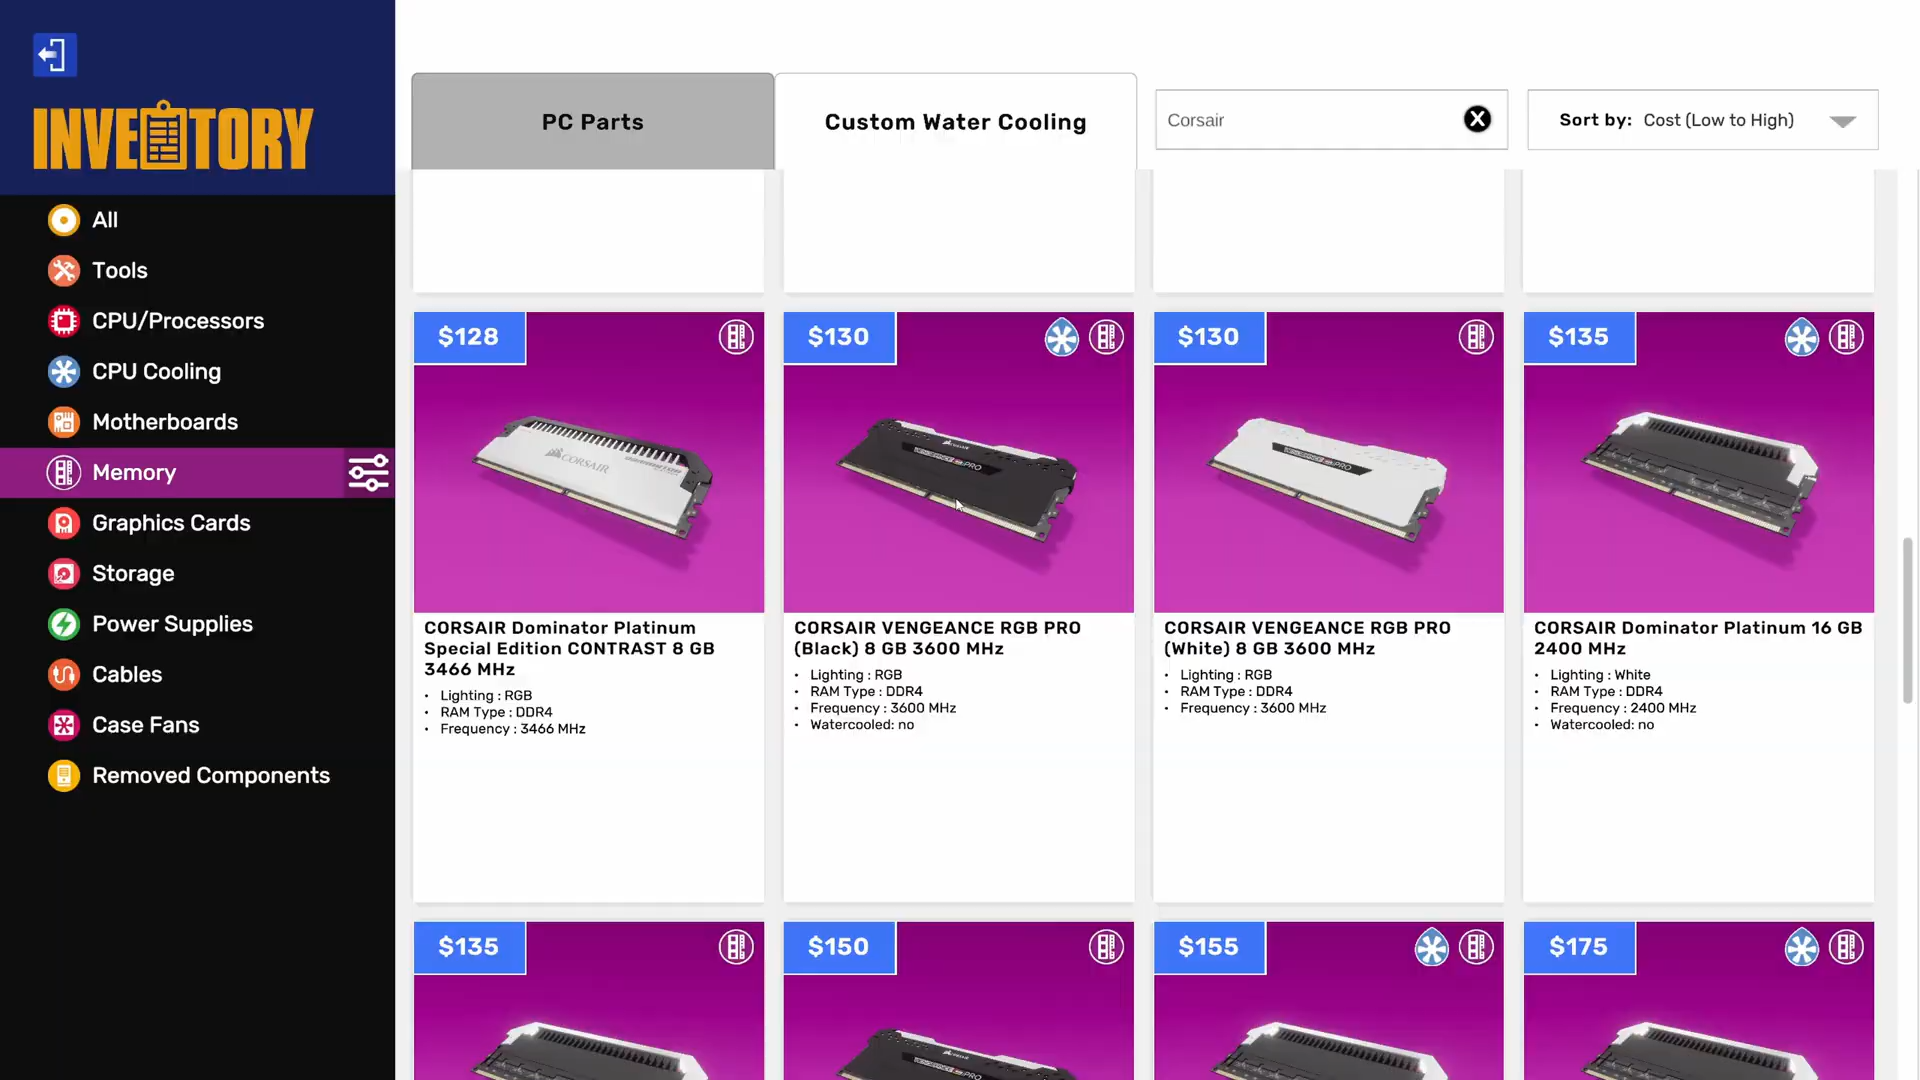 INVENTORY
All
Tools
CPU/Processors
CPU Cooling
Motherboards
Memory
Graphics Cards
Storage
Power Supplies
Cables
Case Fans
Removed Components
PC Parts
Custom Water Cooling
Corsair
Sort by: Cost (Low to High)
$128
CORSAIR
CORSAIR Dominator Platinum
Special Edition CONTRAST 8 GB
3466 MHz
• Lighting : RGB
• RAM Type : DDR4
• Frequency : 3466 MHz
$130
PRO
CORSAIR VENGEANCE RGB PRO
(Black) 8 GB 3600 MHz
• Lighting : RGB
• RAM Type : DDR4
• Frequency : 3600 MHz
• Watercooled: no
$130
PRO
CORSAIR VENGEANCE RGB PRO
(White) 8 GB 3600 MHz
• Lighting : RGB
• RAM Type : DDR4
• Frequency : 3600 MHz
$135
CORSAIR Dominator Platinum 16 GB
2400 MHz
• Lighting : White
• RAM Type : DDR4
• Frequency : 2400 MHz
• Watercooled: no
$135
$150
PRO
$155
$175